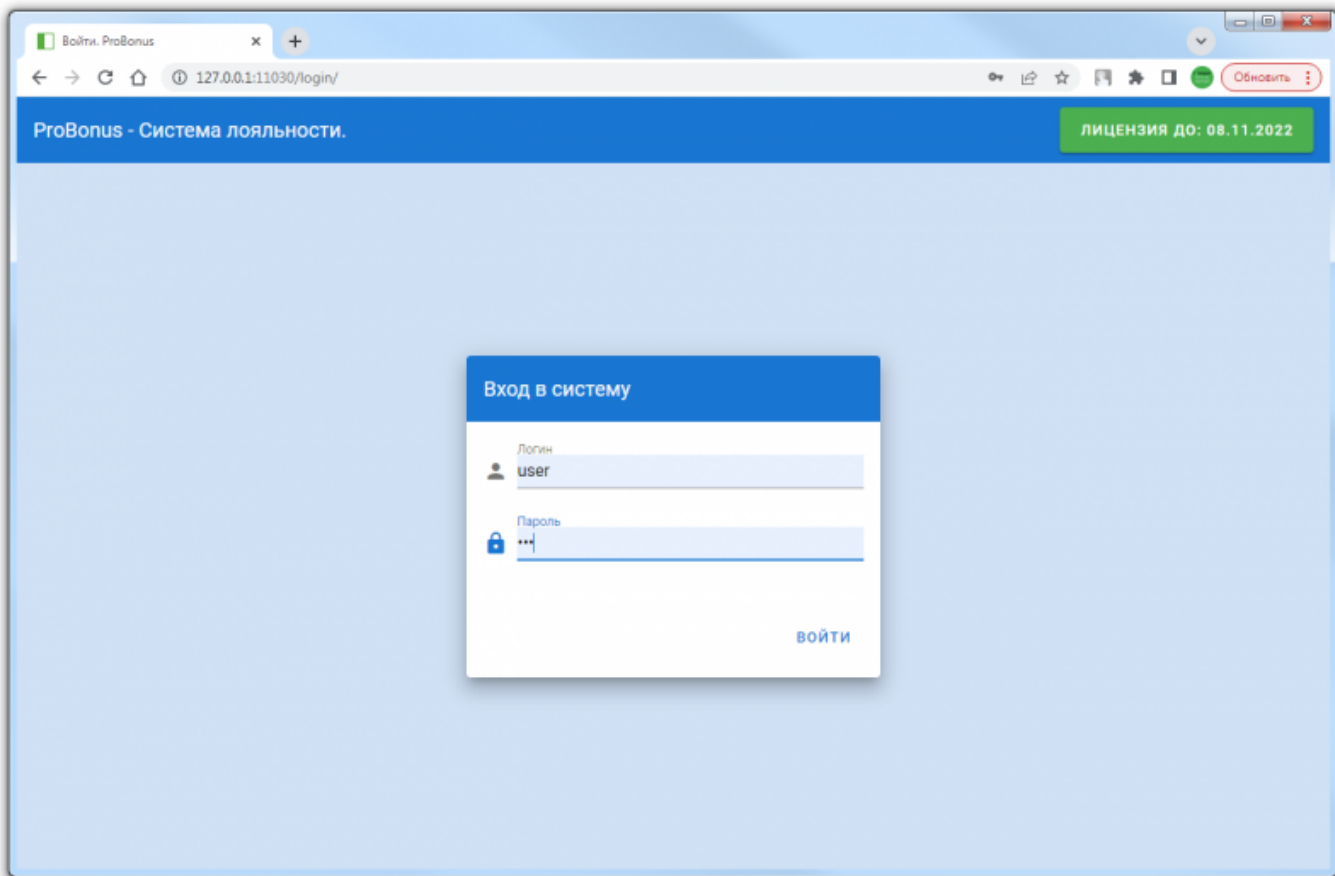 Войти. ProBonus
127.0.0.1:11030/login/
Обновить
ProBonus - Система лояльности.
ЛИЦЕНЗИЯ ДО: 08.11.2022
Вход в систему
Логин
user
Пароль
•••
ВОЙТИ